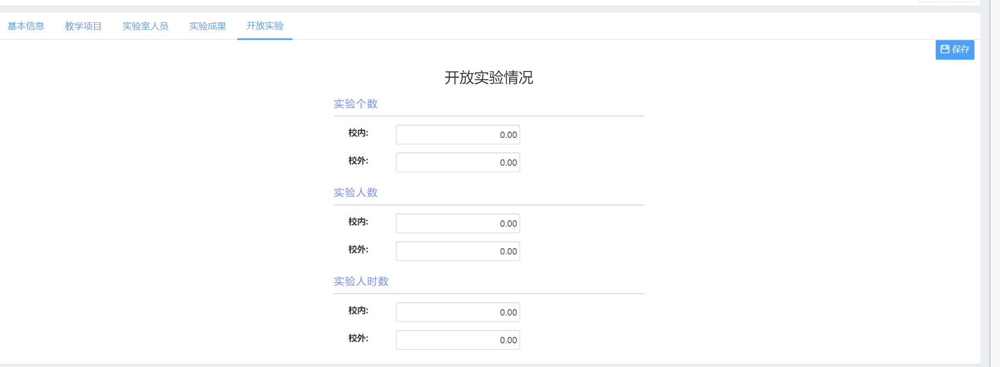 基本信息 教学项目 实验室人员 实验成果 开放实验
保存
开放实验情况
实验个数
校内: 0.00
校外: 0.00
实验人数
校内: 0.00
校外: 0.00
实验人时数
校内: 0.00
校外: 0.00